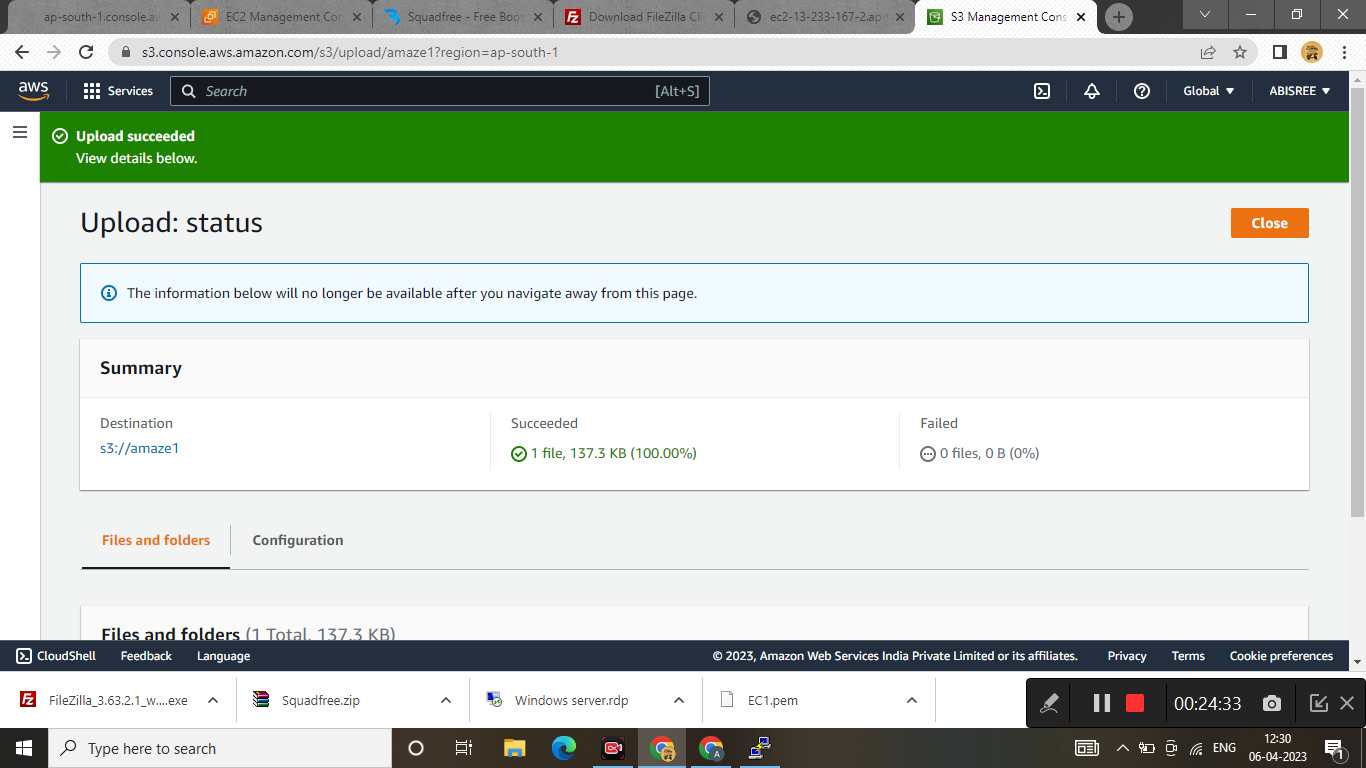 ap-south-1.console.aw
EC2 Management Con
Squadfree - Free Boot
Download FileZilla Clie
ec2-13-233-167-2.ap-s
S3 Management Cons
s3.console.aws.amazon.com/s3/upload/amaze1?region=ap-south-1
aws
Services
Search
[Alt+S]
Global
ABISREE
Upload succeeded
View details below.
Upload: status
Close
The information below will no longer be available after you navigate away from this page.
Summary
Destination
s3://amaze1
Succeeded
1 file, 137.3 KB (100.00%)
Failed
0 files, 0 B (0%)
Files and folders
Configuration
Files and folders (1 Total, 137.3 KB)
CloudShell
Feedback
Language
© 2023, Amazon Web Services India Private Limited or its affiliates.
Privacy
Terms
Cookie preferences
FileZilla_3.63.2.1_w....exe
Squadfree.zip
Windows server.rdp
EC1.pem
00:24:33
Type here to search
A
ENG
12:30
06-04-2023
1